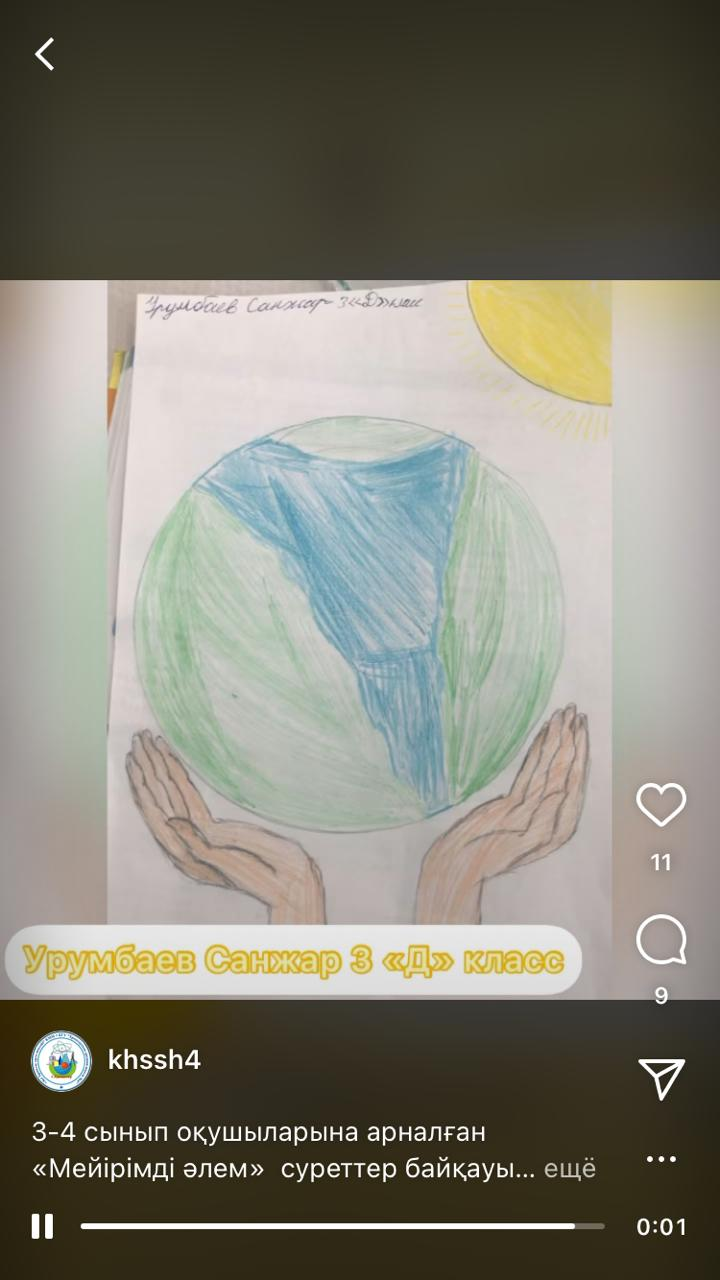 Урумбаев Санжар 3«Д»класс
Урумбаев Санжар 3 «Д» класс
11
9
khssh4
3-4 сынып оқушыларына арналған
«Мейірімді әлем» суреттер байқауы... ещё
0:01